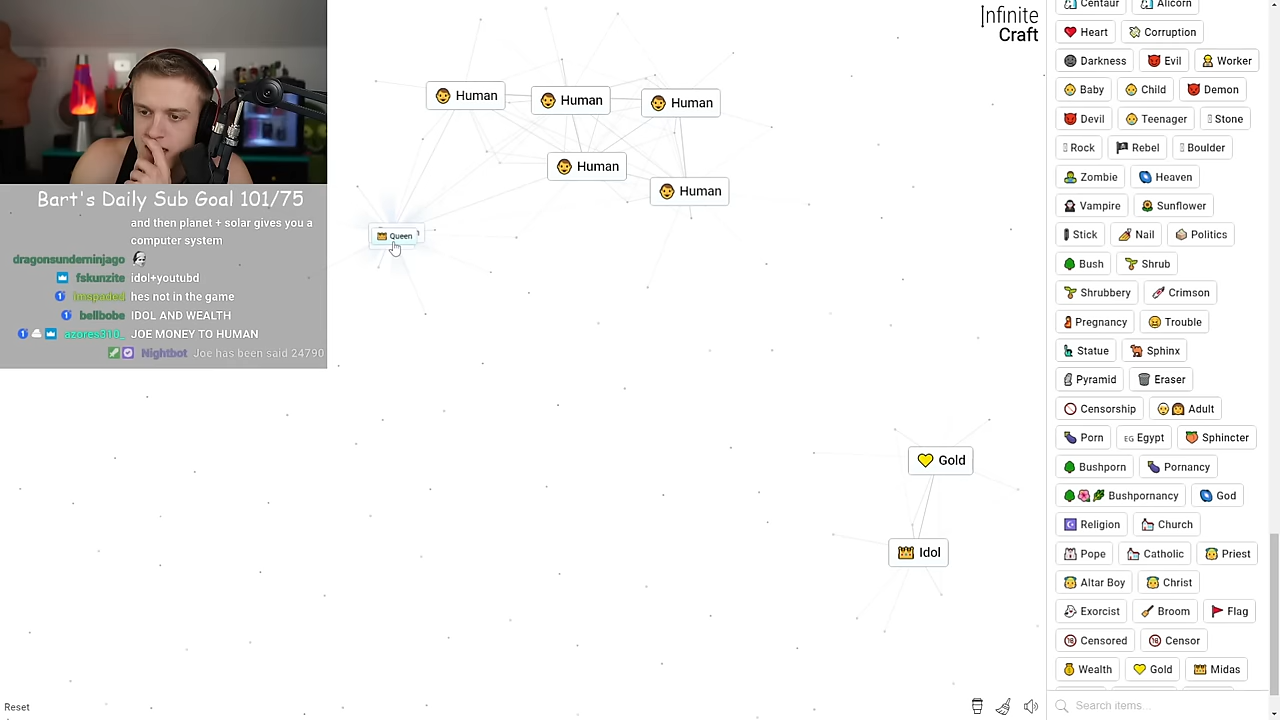 Infinite
Craft
Human
Human
Human
Human
Human
Queen
Gold
Idol
Bart's Daily Sub Goal 101/75
and then planet + solar gives you a
computer system
dragonsunderninjago
fskunzite idol+youtubd
imspaded hes not in the game
bellbobe IDOL AND WEALTH
azores310_ JOE MONEY TO HUMAN
Nightbot Joe has been said 24790
Centaur Alicorn
Heart Corruption
Darkness Evil Worker
Baby Child Demon
Devil Teenager Stone
Rock Rebel Boulder
Zombie Heaven
Vampire Sunflower
Stick Nail Politics
Bush Shrub
Shrubbery Crimson
Pregnancy Trouble
Statue Sphinx
Pyramid Eraser
Censorship Adult
Porn EG Egypt Sphincter
Bushporn Pornancy
Bushpornancy God
Religion Church
Pope Catholic Priest
Altar Boy Christ
Exorcist Broom Flag
Censored Censor
Wealth Gold Midas
Search items...
Reset